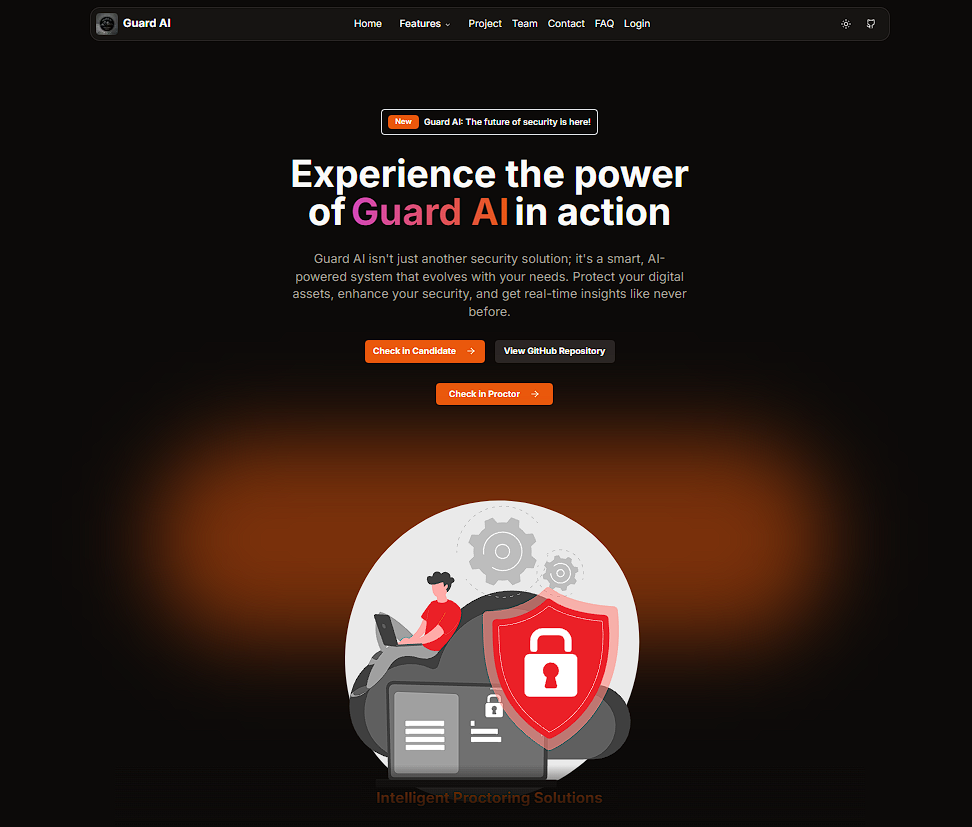 Guard AI
Home Features Project Team Contact FAQ Login
New Guard AI: The future of security is here!
Experience the power
of Guard AI in action
Guard AI isn't just another security solution; it's a smart, AI-
powered system that evolves with your needs. Protect your digital
assets, enhance your security, and get real-time insights like never
before.
Check in Candidate View GitHub Repository
Check in Proctor
Intelligent Proctoring Solutions